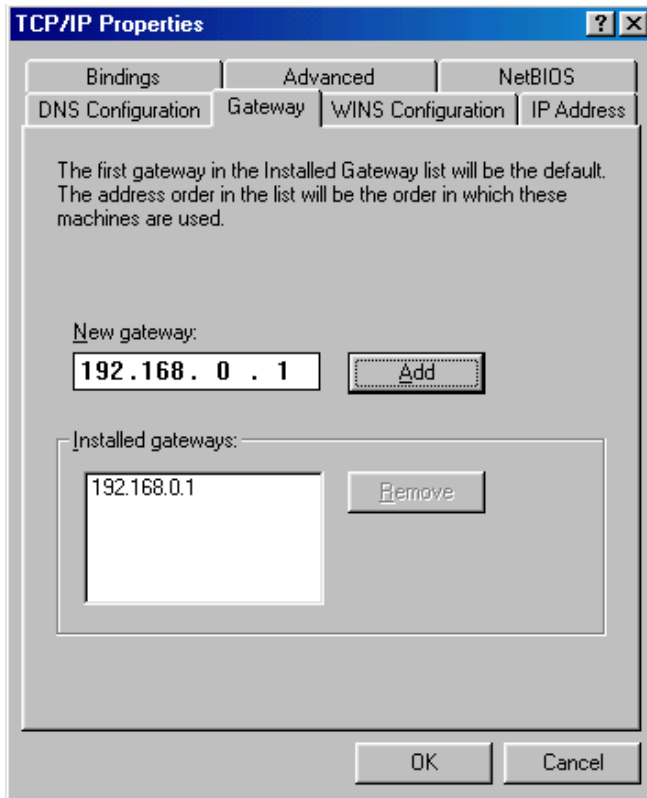 TCP/IP Properties
Bindings Advanced NetBIOS
DNS Configuration Gateway WINS Configuration IP Address
The first gateway in the Installed Gateway list will be the default.
The address order in the list will be the order in which these
machines are used.
New gateway:
192.168. 0 . 1 Add
Installed gateways:
192.168.0.1 Remove
OK Cancel